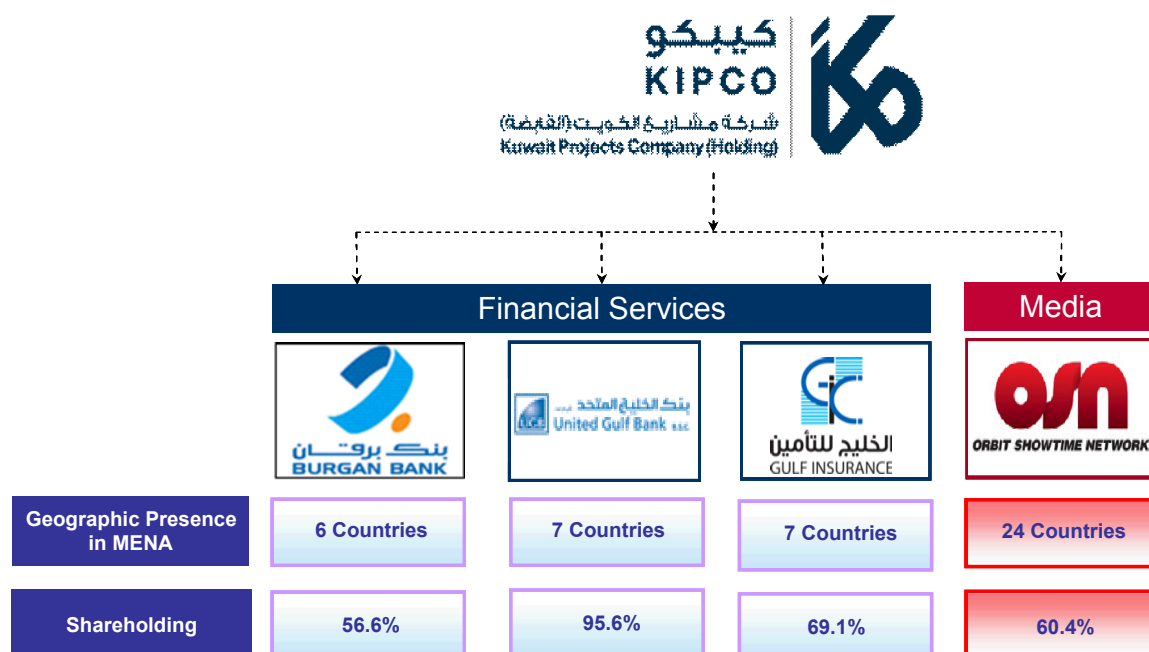 كيبكو
KIPCO
شركة مشاريع الكويت (القابضة)
Kuwait Projects Company (Holding)
Financial Services
Media
بنك برقان
BURGAN BANK
بنك الخليج المتحد
United Gulf Bank
GIC
الخليج للتأمين
GULF INSURANCE
OSN
ORBIT SHOWTIME NETWORK
Geographic Presence
in MENA
6 Countries
7 Countries
7 Countries
24 Countries
Shareholding
56.6%
95.6%
69.1%
60.4%